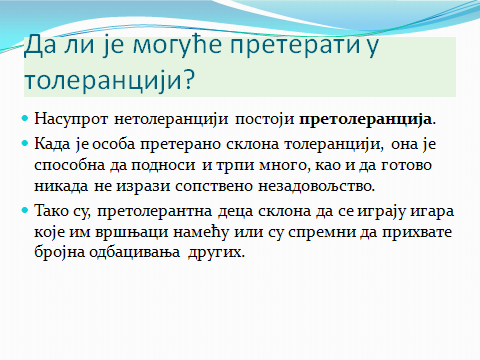 Да ли је могуће претерати у
толеранцији?
Насупрот нетолеранцији постоји претолеранција.
Када је особа претерано склона толеранцији, она је
способна да подноси и трпи много, као и да готово
никада не изрази сопствено незадовољство.
Тако су, претолерантна деца склона да се играју игара
које им вршњаци намећу или су спремни да прихвате
бројна одбацивања других.